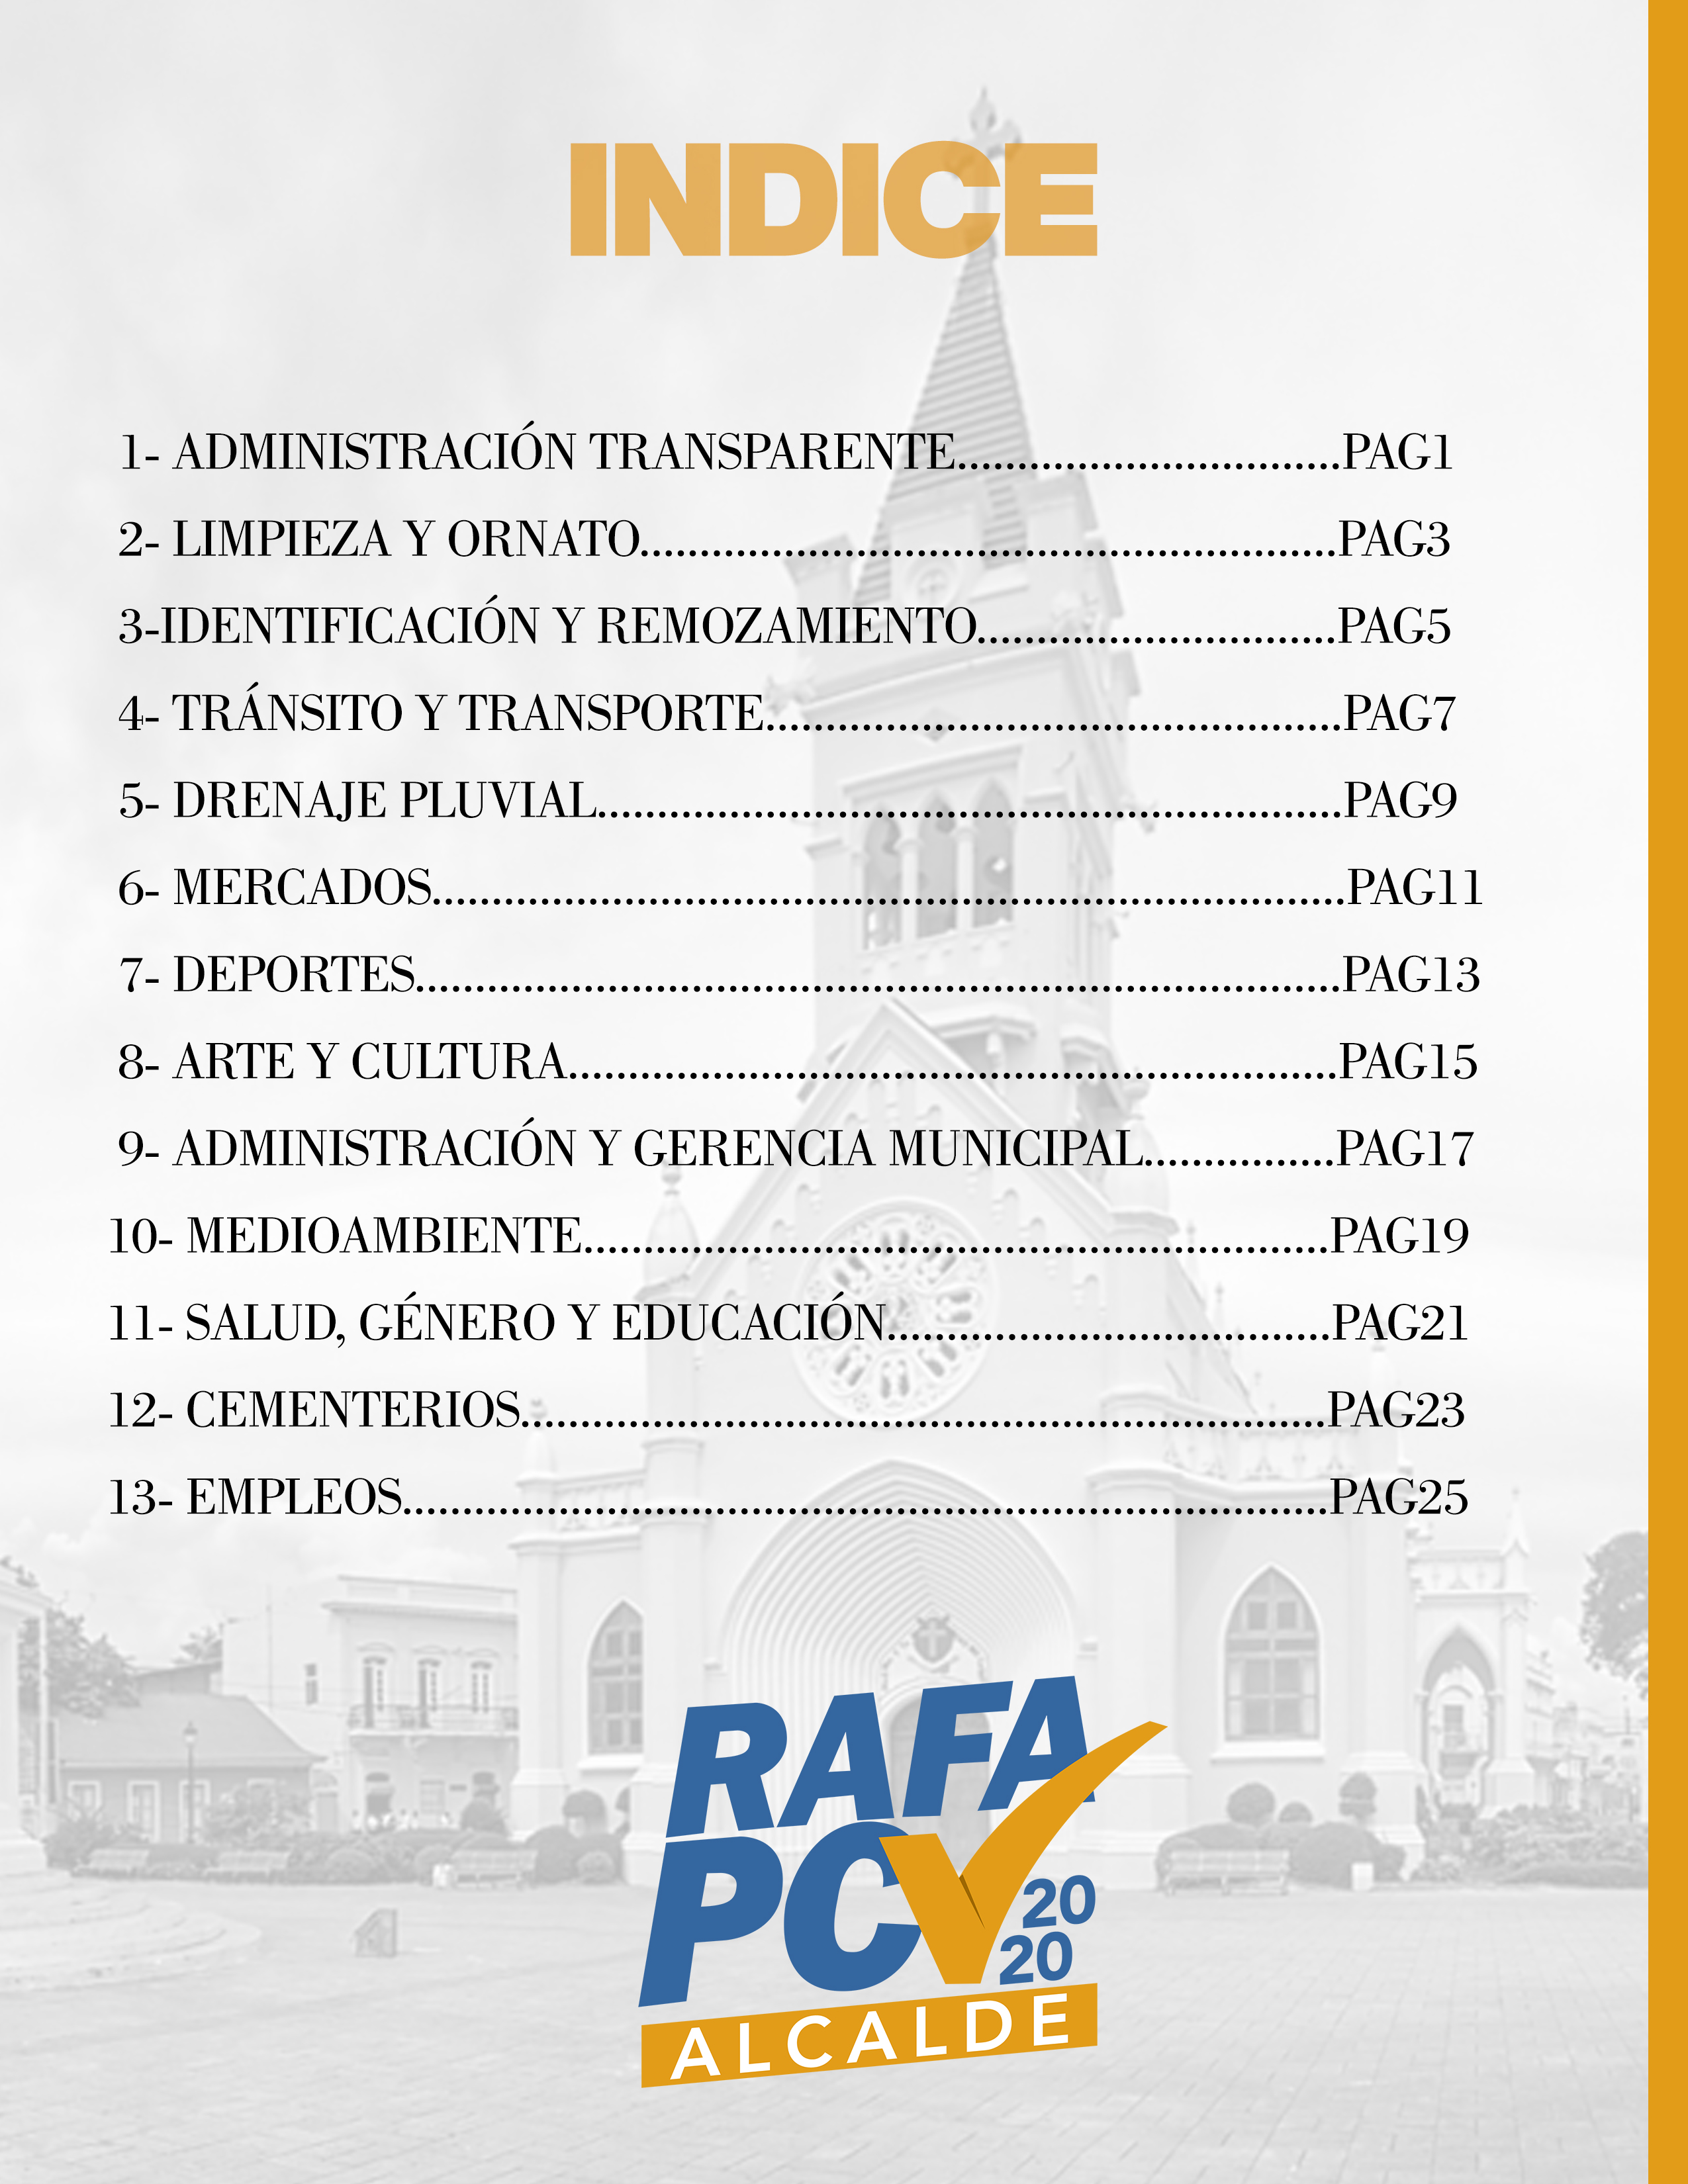 INDICE
1- ADMINISTRACIÓN TRANSPARENTE................................PAG1
2- LIMPIEZA Y ORNATO..........................................................PAG3
3-IDENTIFICACIÓN Y REMOZAMIENTO..............................PAG5
4- TRÁNSITO Y TRANSPORTE................................................PAG7
5- DRENAJE PLUVIAL..............................................................PAG9
6- MERCADOS............................................................................PAG11
7- DEPORTES.............................................................................PAG13
8- ARTE Y CULTURA................................................................PAG15
9- ADMINISTRACIÓN Y GERENCIA MUNICIPAL................PAG17
10- MEDIOAMBIENTE..............................................................PAG19
11- SALUD, GÉNERO Y EDUCACIÓN.....................................PAG21
12- CEMENTERIOS...................................................................PAG23
13- EMPLEOS.............................................................................PAG25
RAFA
PC
20
20
ALCALDE